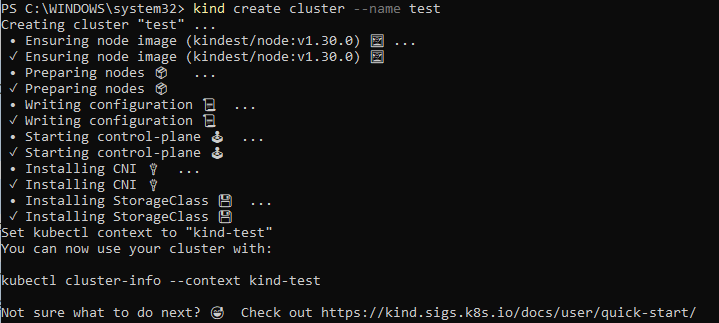 PS C:\WINDOWS\system32> kind create cluster --name test
Creating cluster "test" ...
• Ensuring node image (kindest/node:v1.30.0) 🖼 ...
✓ Ensuring node image (kindest/node:v1.30.0) 🖼
• Preparing nodes 📦 ...
✓ Preparing nodes 📦
• Writing configuration 📜 ...
✓ Writing configuration 📜
• Starting control-plane 🕹️ ...
✓ Starting control-plane 🕹️
• Installing CNI 🔌 ...
✓ Installing CNI 🔌
• Installing StorageClass 💾 ...
✓ Installing StorageClass 💾
Set kubectl context to "kind-test"
You can now use your cluster with:
kubectl cluster-info --context kind-test
Not sure what to do next? 😅 Check out https://kind.sigs.k8s.io/docs/user/quick-start/